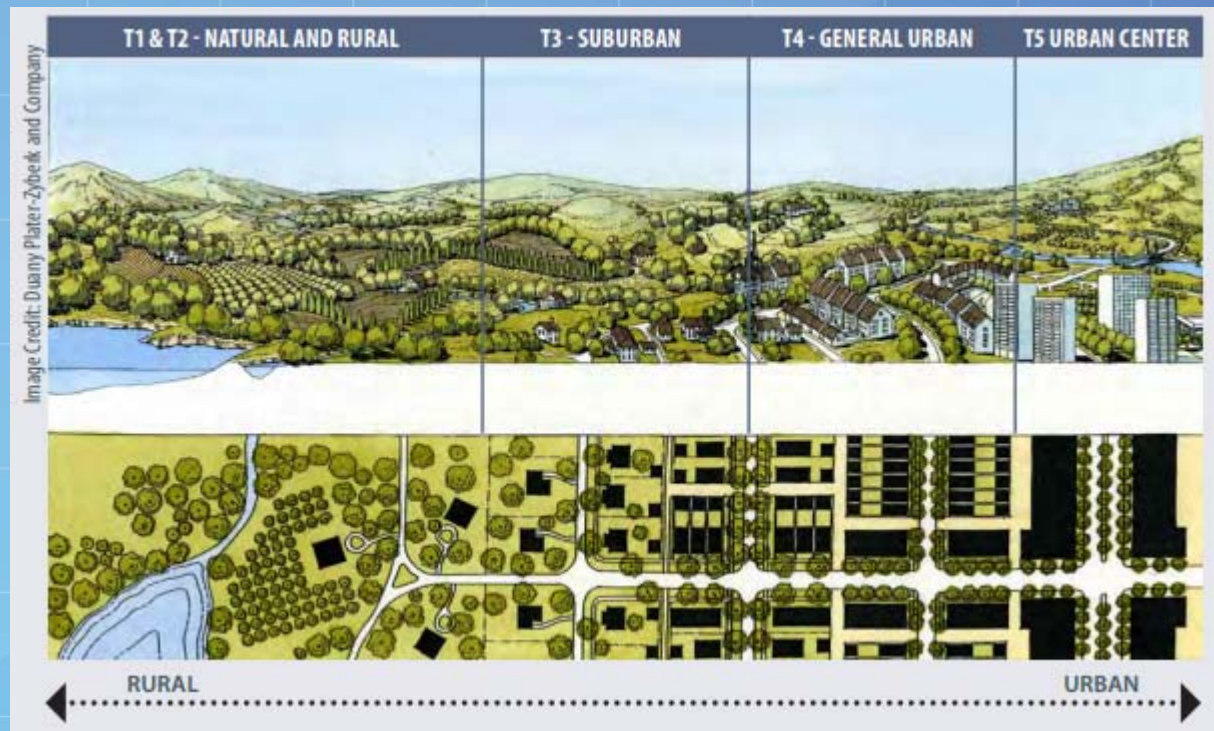 T1 & T2 - NATURAL AND RURAL
T3 - SUBURBAN
T4 - GENERAL URBAN
T5 URBAN CENTER
Image Credit: Duany Plater-Zyberk and Company
RURAL
URBAN